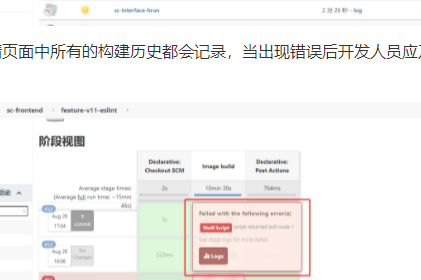 sc-interface-hrun
2 分 26 秒 - log
页面中所有的构建历史都会记录，当出现错误后开发人员应
sc-frontend › feature-v11-eslint ›
阶段视图
Declarative: Checkout SCM
Image build
Declarative: Post Actions
Average stage times:
(Average full run time: ~15min 40s)
2s
10min 30s
764ms
历史
Aug 20
17:04
1
commit
5s
Failed with the following error(s)
Shell Script script returned exit code 1
See stage logs for more detail.
Logs
Aug 20
No Changes
323ms